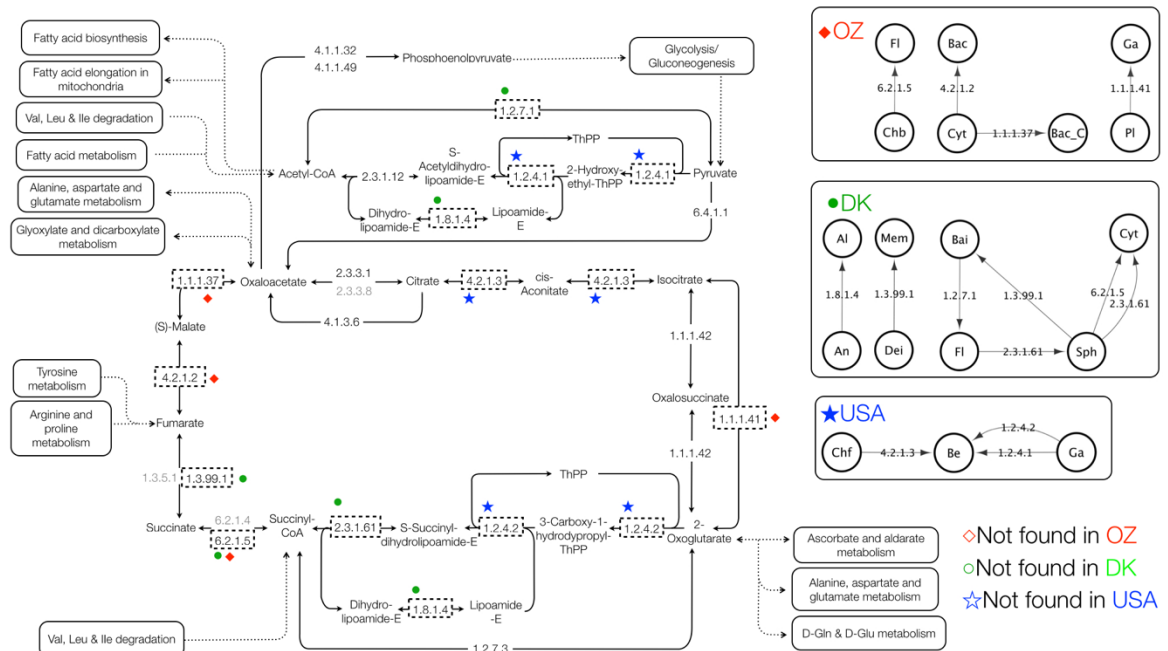 Fatty acid biosynthesis
Fatty acid elongation in
mitochondria
Val, Leu & Ile degradation
Fatty acid metabolism
Alanine, aspartate and
glutamate metabolism
Glyoxylate and dicarboxylate
metabolism
4.1.1.32
4.1.1.49
Phosphoenolpyruvate
Glycolysis/
Gluconeogenesis
1.2.7.1
ThPP
S-
Acetyldihydro-
lipoamide-E
2-Hydroxy-
ethyl-ThPP
Acetyl-CoA
2.3.1.12
1.2.4.1
1.2.4.1
Pyruvate
Dihydro-
lipoamide-E
1.8.1.4
Lipoamide-
E
6.4.1.1
1.1.1.37
Oxaloacetate
2.3.3.1
2.3.3.8
Citrate
4.2.1.3
cis-
Aconitate
4.2.1.3
Isocitrate
4.1.3.6
(S)-Malate
1.1.1.42
4.2.1.2
Tyrosine
metabolism
Arginine and
proline
metabolism
Fumarate
Oxalosuccinate
1.1.1.41
1.1.1.42
1.3.5.1
1.3.99.1
ThPP
Succinate
6.2.1.4
6.2.1.5
Succinyl-
CoA
2.3.1.61
S-Succinyl-
dihydrolipoamide-E
1.2.4.2
3-Carboxy-1-
hydroxypropyl-
ThPP
1.2.4.2
2-
Oxoglutarate
Dihydro-
lipoamide-E
1.8.1.4
Lipoamide
-E
Val, Leu & Ile degradation
1.2.7.3
Ascorbate and aldarate
metabolism
Alanine, aspartate and
glutamate metabolism
D-Gln & D-Glu metabolism
OZ
Fl
Bac
Ga
6.2.1.5
4.2.1.2
1.1.1.41
Chb
Cyt
1.1.1.37
Bac_C
Pl
DK
Al
Mem
Bai
Cyt
1.8.1.4
1.3.99.1
1.2.7.1
1.3.99.1
6.2.1.5
2.3.1.61
An
Dei
Fl
2.3.1.61
Sph
USA
1.2.4.2
Chf
4.2.1.3
Be
1.2.4.1
Ga
Not found in OZ
Not found in DK
Not found in USA